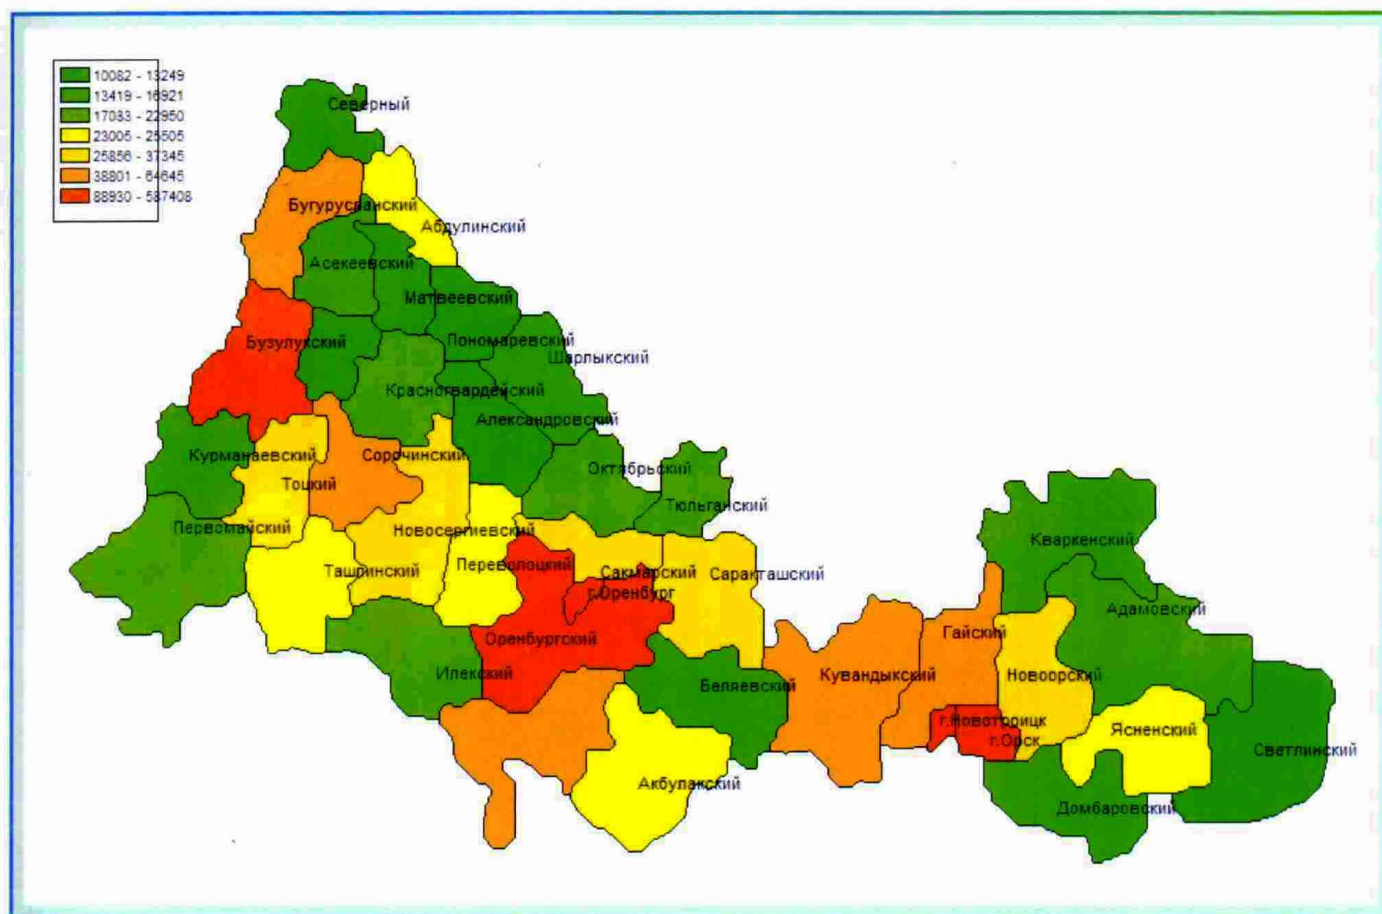 10082 - 13249
13419 - 16921
17033 - 22950
23005 - 25505
25856 - 37345
38801 - 64645
88930 - 587408
Северный
Бугурусланский
Абдулинский
Асекеевский
Матвеевский
Пономаревский
Бузулукский
Шарлыкский
Красногвардейский
Александровский
Курманаевский
Сорочинский
Октябрьский
Тоцкий
Тюльганский
Первомайский
Новосергиевский
Кваркенский
Ташлинский
Переволоцкий
Сакмарский
Саракташский
г.Оренбург
Адамовский
Оренбургский
Гайский
Илекский
Беляевский
Кувандыкский
Новоорский
г.Новотроицк
г.Орск
Ясненский
Светлинский
Акбулакский
Домбаровский